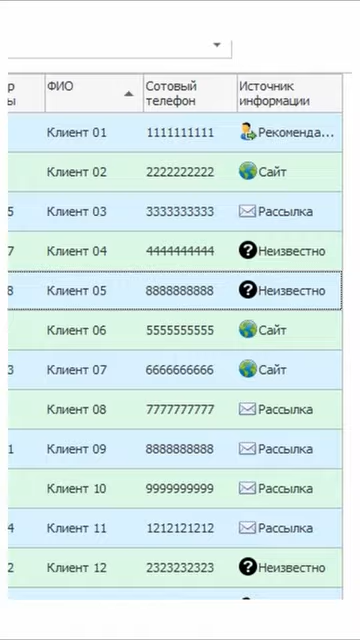 р ФИО Сотовый Источник
ы телефон информации
Клиент 01 1111111111 Рекоменда...
Клиент 02 2222222222 Сайт
5 Клиент 03 3333333333 Рассылка
7 Клиент 04 4444444444 Неизвестно
8 Клиент 05 8888888888 Неизвестно
Клиент 06 5555555555 Сайт
3 Клиент 07 6666666666 Сайт
Клиент 08 7777777777 Рассылка
1 Клиент 09 8888888888 Рассылка
Клиент 10 9999999999 Рассылка
4 Клиент 11 1212121212 Рассылка
2 Клиент 12 2323232323 Неизвестно